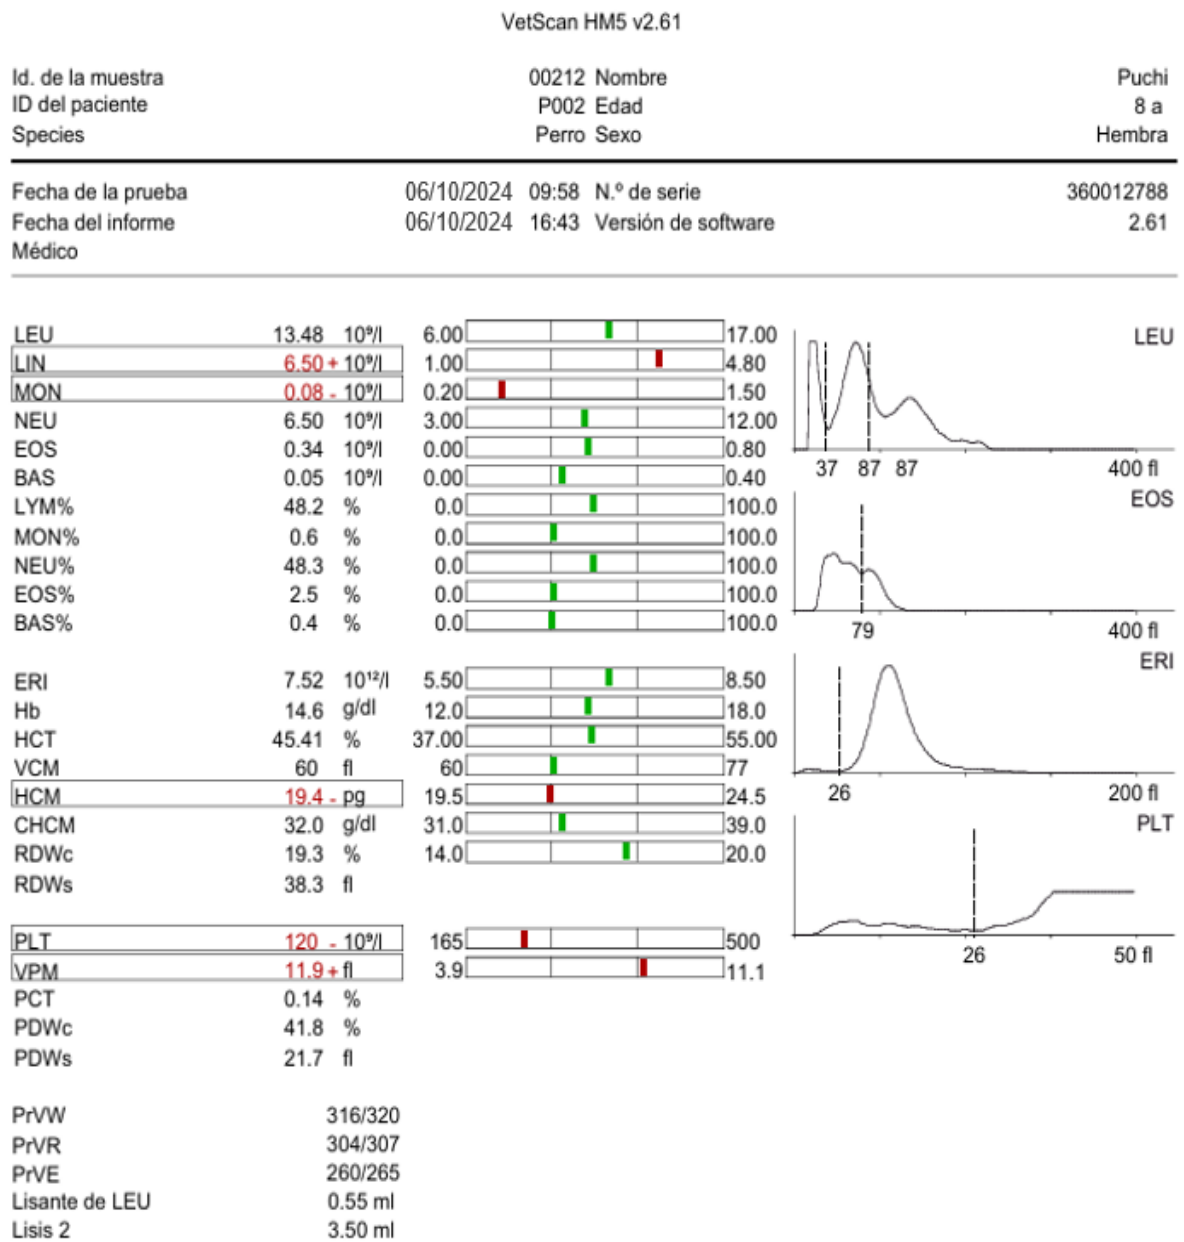 VetScan HM5 v2.61
Id. de la muestra 00212 Nombre Puchi
ID del paciente P002 Edad 8 a
Species Perro Sexo Hembra
Fecha de la prueba 06/10/2024 09:58 N.º de serie 360012788
Fecha del informe 06/10/2024 16:43 Versión de software 2.61
Médico
LEU 13.48 10⁹/l 6.00 17.00 LEU
LIN 6.50 + 10⁹/l 1.00 4.80
MON 0.08 - 10⁹/l 0.20 1.50
NEU 6.50 10⁹/l 3.00 12.00
EOS 0.34 10⁹/l 0.00 0.80
37 87 87 400 fl
BAS 0.05 10⁹/l 0.00 0.40
LYM% 48.2 % 0.0 100.0 EOS
MON% 0.6 % 0.0 100.0
NEU% 48.3 % 0.0 100.0
EOS% 2.5 % 0.0 100.0
BAS% 0.4 % 0.0 100.0
79 400 fl
ERI 7.52 10¹²/l 5.50 8.50 ERI
Hb 14.6 g/dl 12.0 18.0
HCT 45.41 % 37.00 55.00
VCM 60 fl 60 77
HCM 19.4 - pg 19.5 24.5
26 200 fl
CHCM 32.0 g/dl 31.0 39.0 PLT
RDWc 19.3 % 14.0 20.0
RDWs 38.3 fl
PLT 120 - 10⁹/l 165 500
26 50 fl
VPM 11.9 + fl 3.9 11.1
PCT 0.14 %
PDWc 41.8 %
PDWs 21.7 fl
PrVW 316/320
PrVR 304/307
PrVE 260/265
Lisante de LEU 0.55 ml
Lisis 2 3.50 ml